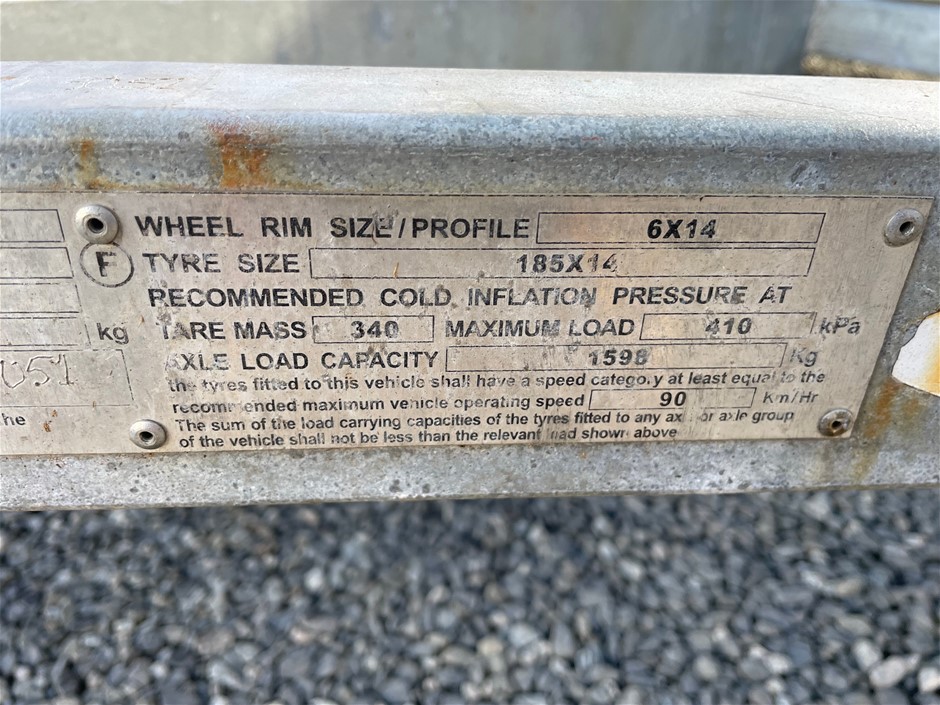 WHEEL RIM SIZE/PROFILE 6X14
F TYRE SIZE 185X14
RECOMMENDED COLD INFLATION PRESSURE AT
kg TARE MASS 340 MAXIMUM LOAD 410 kPa
AXLE LOAD CAPACITY 1598 Kg
051
the tyres fitted to this vehicle shall have a speed category at least equal to the
recommended maximum vehicle operating speed 90 Km/Hr
he
The sum of the load carrying capacities of the tyres fitted to any axle or axle group
of the vehicle shall not be less than the relevant load shown above